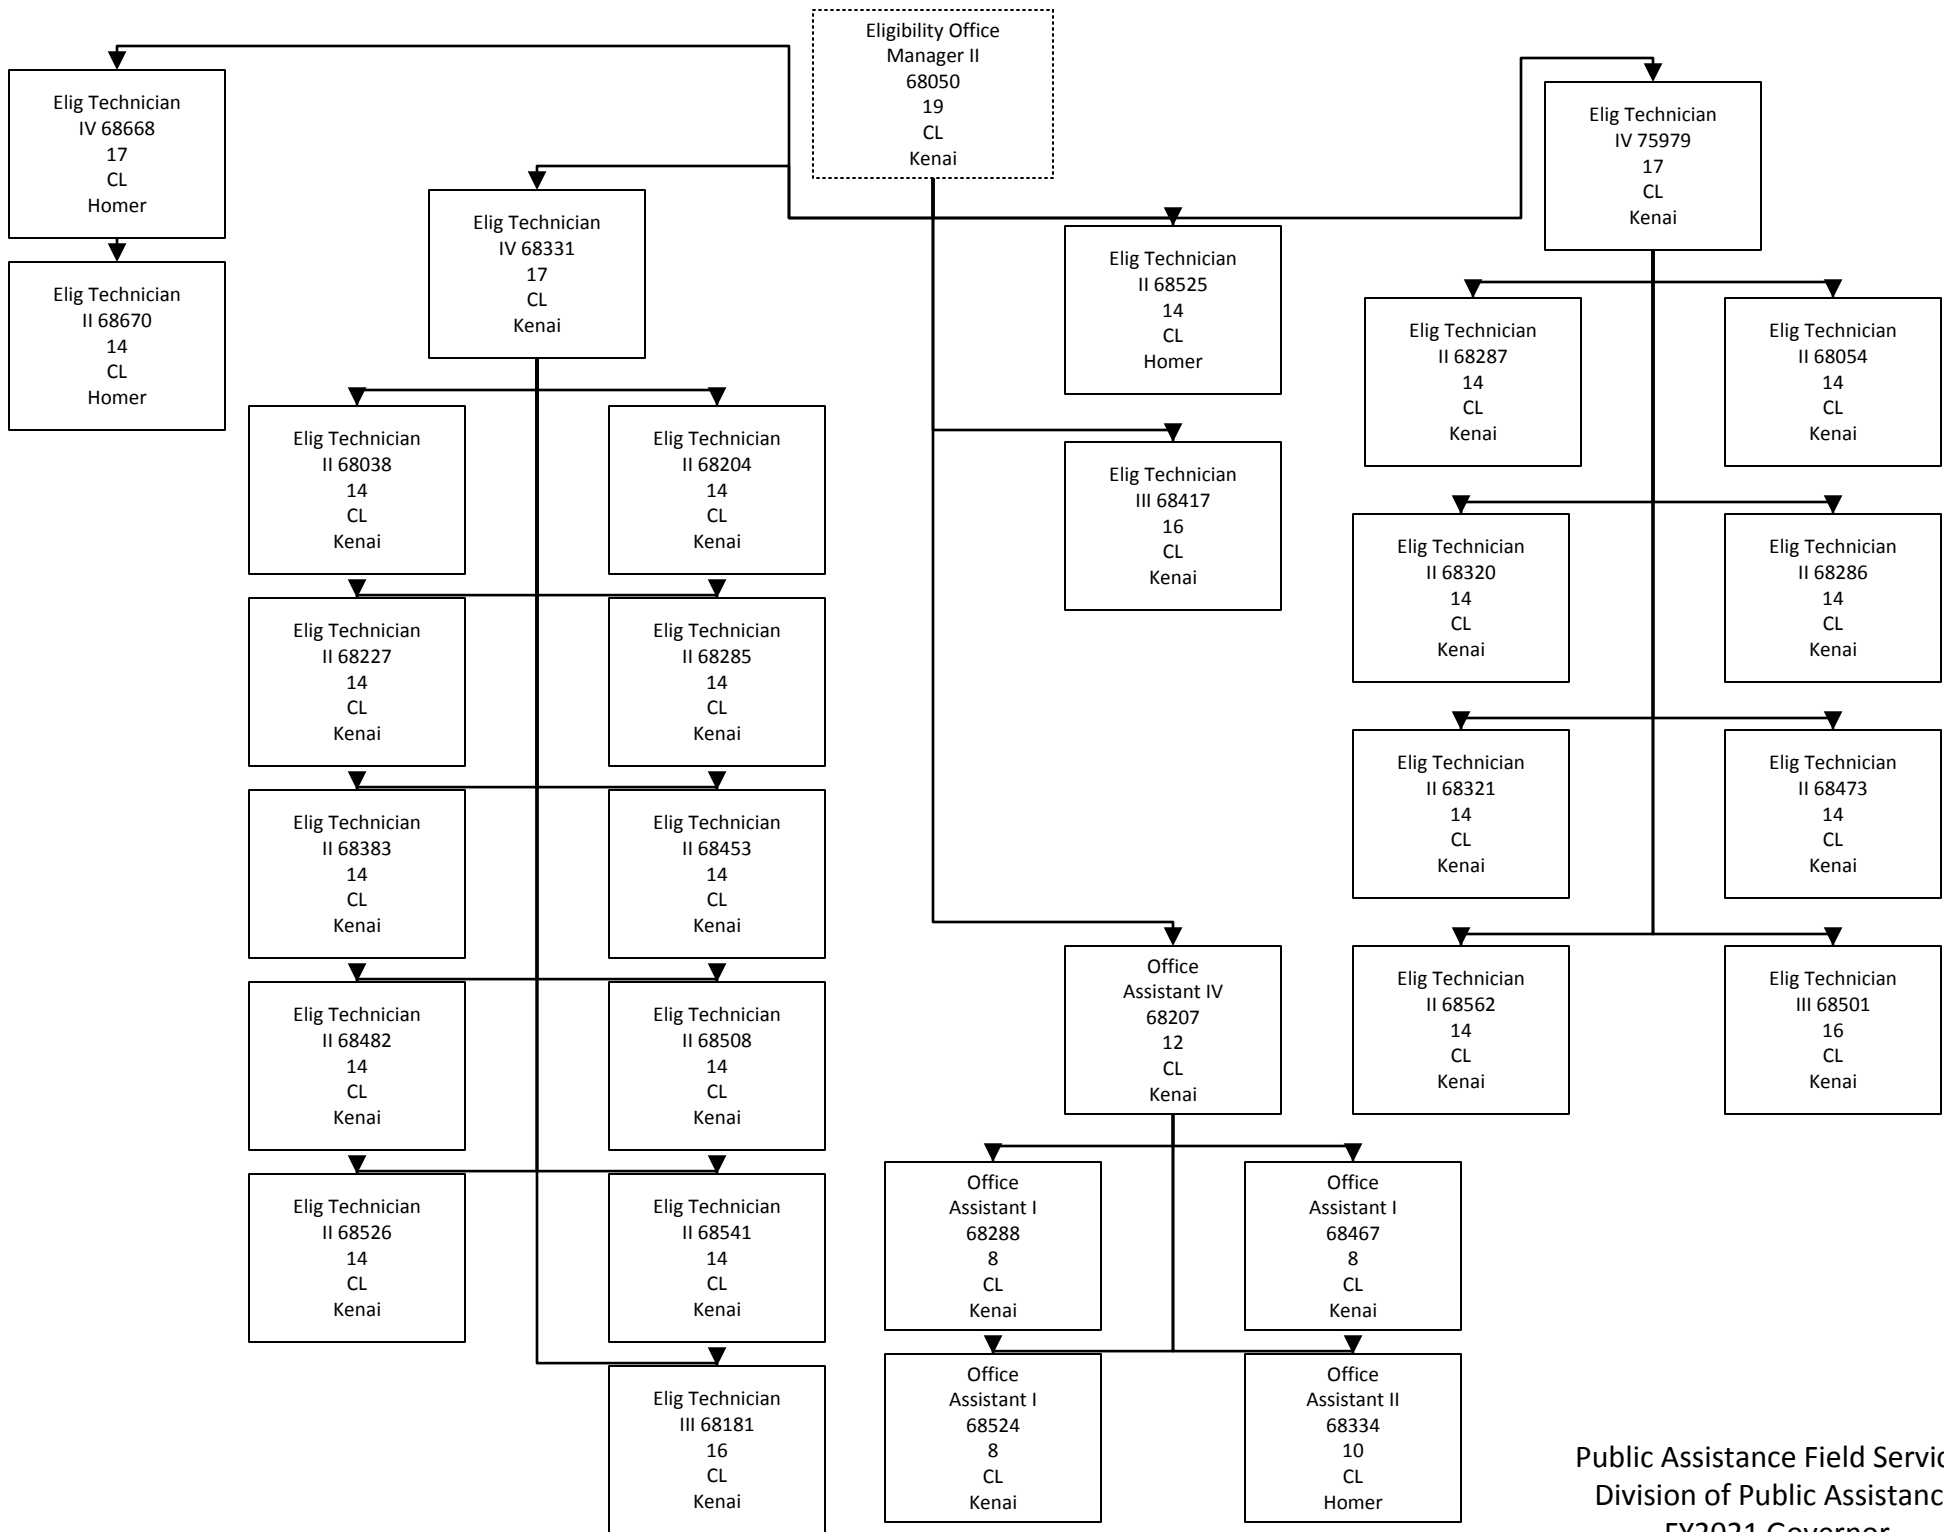 Eligibility Office
Manager II
68050
19
CL
Kenai
Elig Technician
IV 68668
17
CL
Homer
Elig Technician
II 68670
14
CL
Homer
Elig Technician
IV 68331
17
CL
Kenai
Elig Technician
II 68038
14
CL
Kenai
Elig Technician
II 68204
14
CL
Kenai
Elig Technician
II 68227
14
CL
Kenai
Elig Technician
II 68285
14
CL
Kenai
Elig Technician
II 68383
14
CL
Kenai
Elig Technician
II 68453
14
CL
Kenai
Elig Technician
II 68482
14
CL
Kenai
Elig Technician
II 68508
14
CL
Kenai
Elig Technician
II 68526
14
CL
Kenai
Elig Technician
II 68541
14
CL
Kenai
Elig Technician
III 68181
16
CL
Kenai
Elig Technician
II 68525
14
CL
Homer
Elig Technician
III 68417
16
CL
Kenai
Office
Assistant IV
68207
12
CL
Kenai
Office
Assistant I
68288
8
CL
Kenai
Office
Assistant I
68467
8
CL
Kenai
Office
Assistant I
68524
8
CL
Kenai
Office
Assistant II
68334
10
CL
Homer
Elig Technician
IV 75979
17
CL
Kenai
Elig Technician
II 68287
14
CL
Kenai
Elig Technician
II 68054
14
CL
Kenai
Elig Technician
II 68320
14
CL
Kenai
Elig Technician
II 68286
14
CL
Kenai
Elig Technician
II 68321
14
CL
Kenai
Elig Technician
II 68473
14
CL
Kenai
Elig Technician
II 68562
14
CL
Kenai
Elig Technician
III 68501
16
CL
Kenai
Public Assistance Field
Division of Public
FY2021 Governor